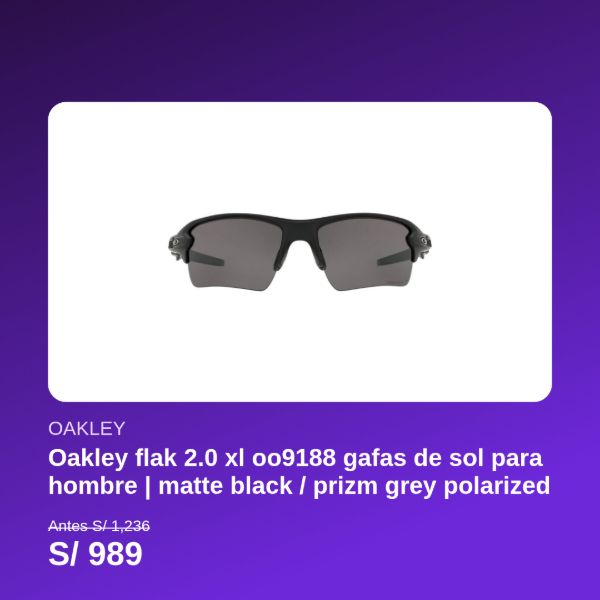 OAKLEY
Oakley flak 2.0 xl oo9188 gafas de sol para
hombre | matte black / prizm grey polarized
Antes S/ 1,236
S/ 989